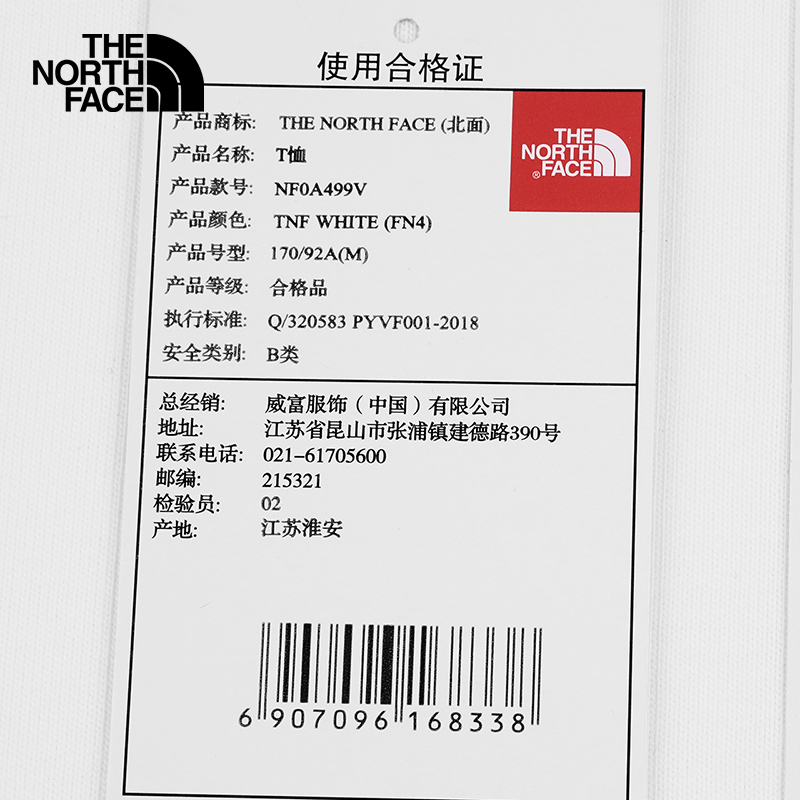 THE
NORTH
FACE
使用合格证
THE
NORTH
®FACE
产品商标: THE NORTH FACE (北面)
产品名称: T恤
产品款号: NF0A499V
产品颜色: TNF WHITE (FN4)
产品号型: 170/92A(M)
产品等级: 合格品
执行标准: Q/320583 PYVF001-2018
安全类别: B类
总经销: 威富服饰（中国）有限公司
地址: 江苏省昆山市张浦镇建德路390号
联系电话: 021-61705600
邮编: 215321
检验员: 02
产地: 江苏淮安
6 907096 168338